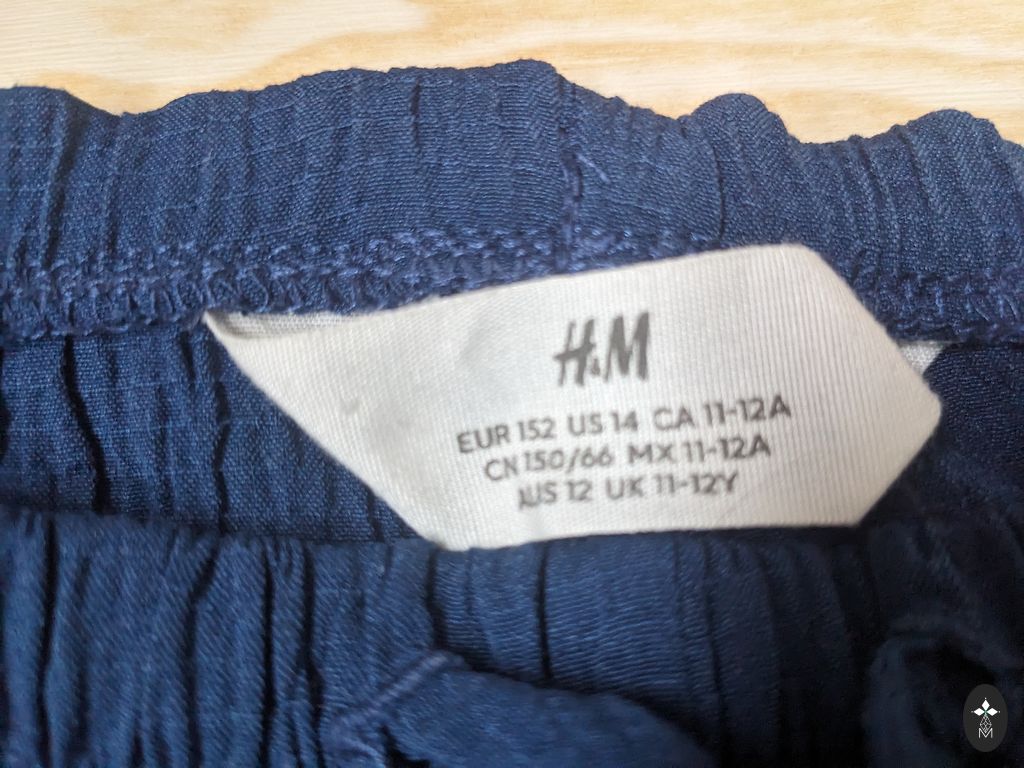 H&M
EUR 152 US 14 CA 11-12A
CN 150/66 MX 11-12A
AUS 12 UK 11-12Y
M